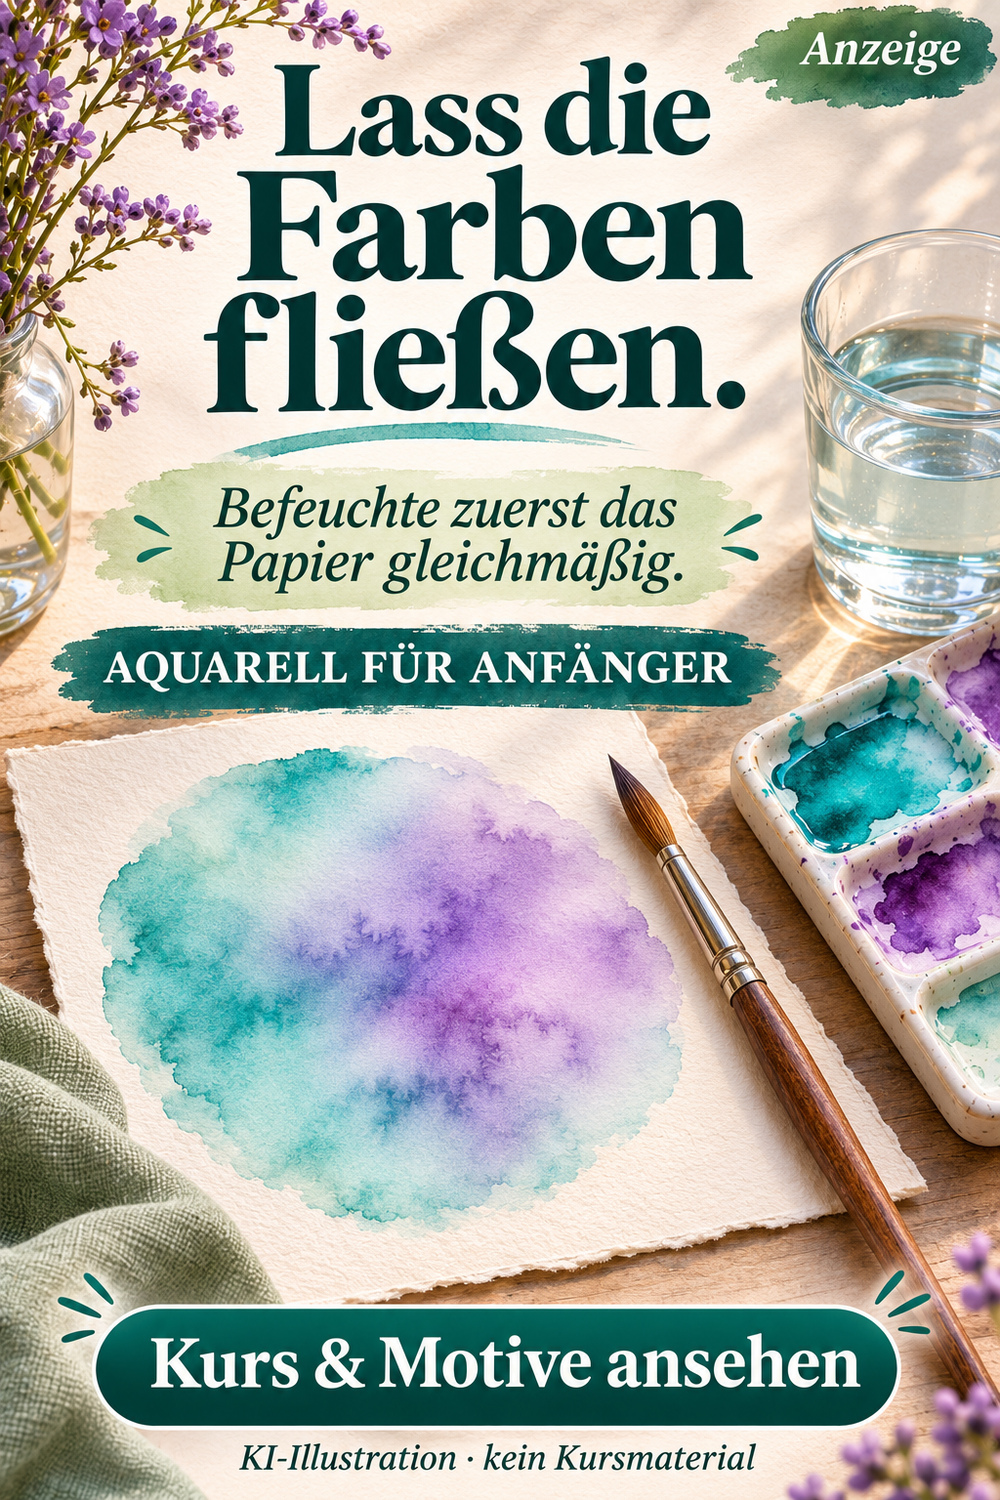 Anzeige
Lass die
Farben
fließen.
Befeuchte zuerst das
Papier gleichmäßig.
AQUARELL FÜR ANFÄNGER
Kurs & Motive ansehen
KI-Illustration · kein Kursmaterial